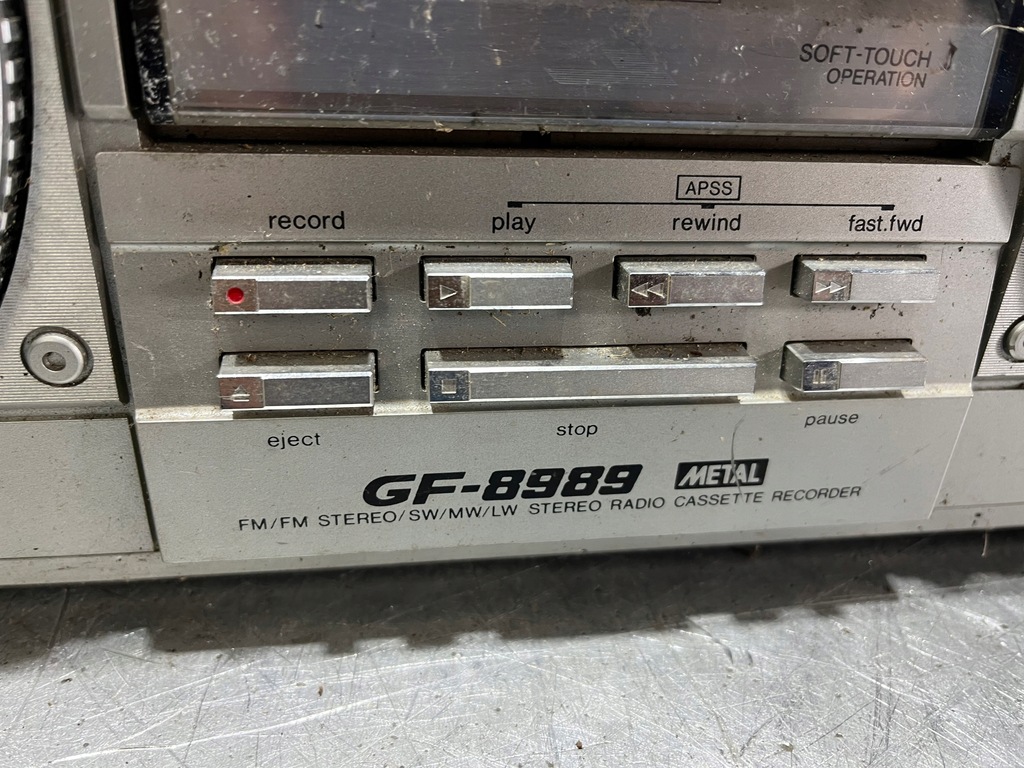 SOFT-TOUCH
OPERATION
APSS
record play rewind fast.fwd
eject stop pause
GF-8989 METAL
FM/FM STEREO/SW/MW/LW STEREO RADIO CASSETTE RECORDER